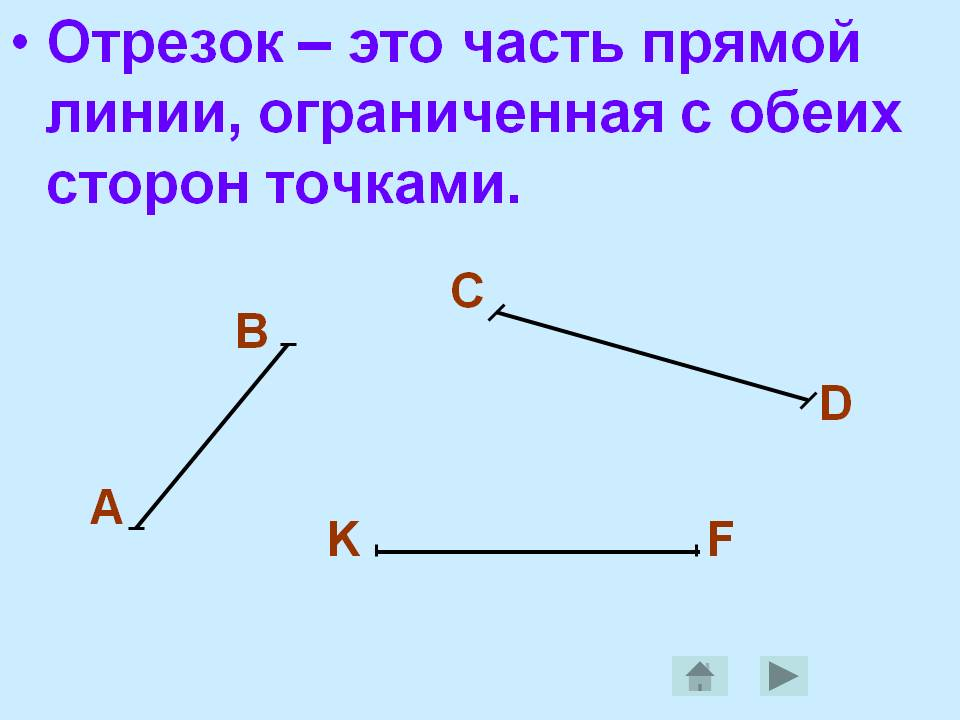 • Отрезок – это часть прямой
линии, ограниченная с обеих
сторон точками.
C
B
D
A
K
F